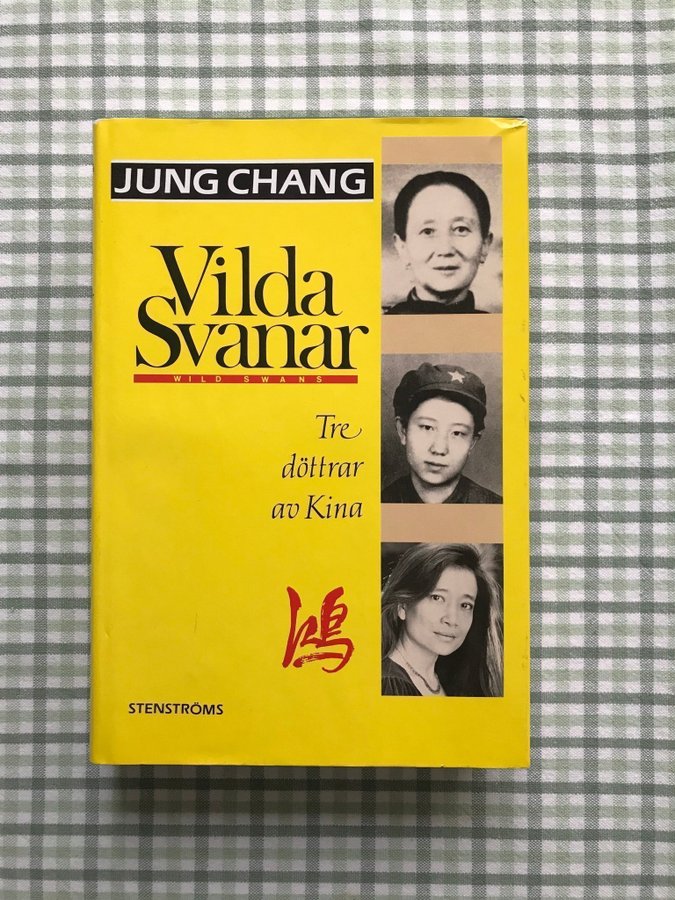 JUNG CHANG
Vilda
Svanar
WILD SWANS
Tre
döttrar
av Kina
鴻
STENSTRÖMS